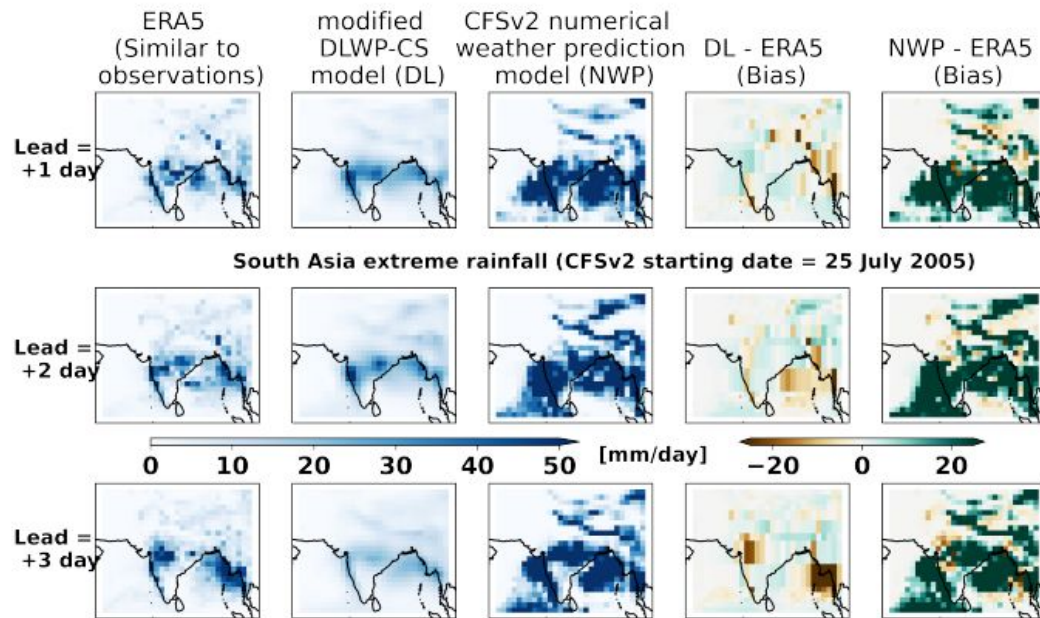 ERA5
(Similar to
observations)
modified
DLWP-CS
model (DL)
CFSv2 numerical
weather prediction
model (NWP)
DL - ERA5
(Bias)
NWP - ERA5
(Bias)
Lead =
+1 day
South Asia extreme rainfall (CFSv2 starting date = 25 July 2005)
Lead =
+2 day
0 10 20 30 40 50 [mm/day] −20 0 20
Lead =
+3 day